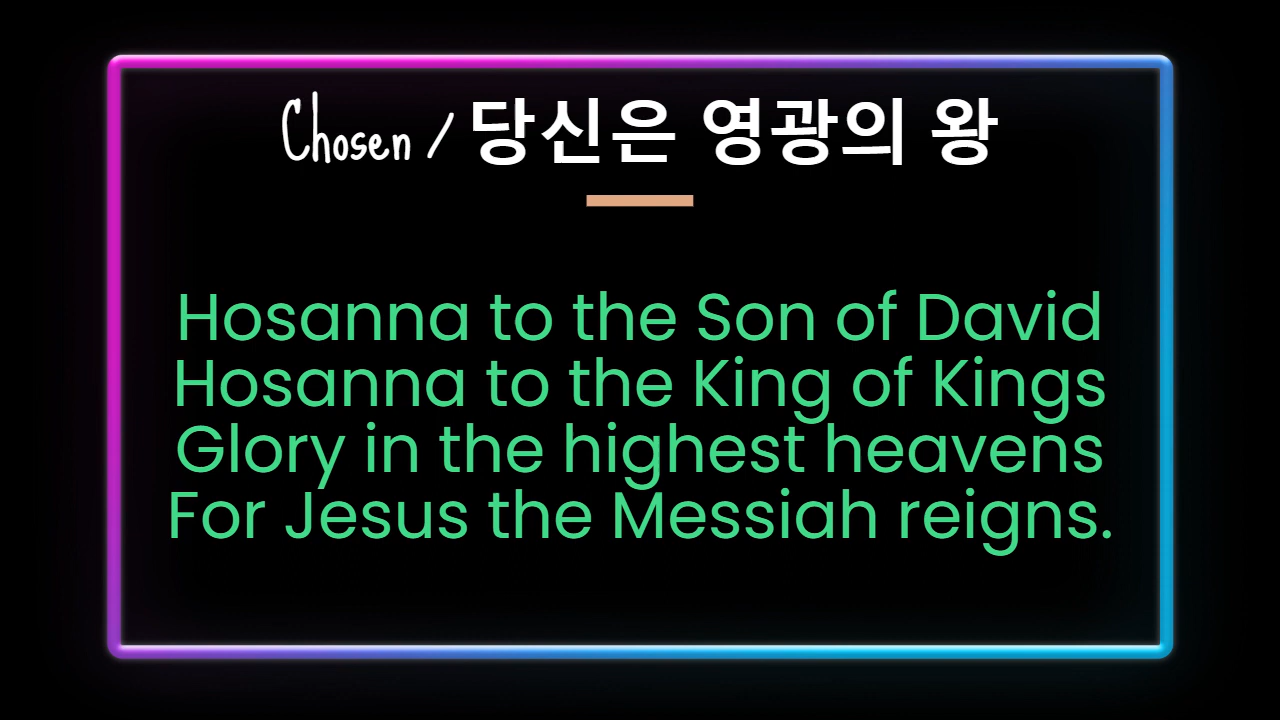 Chosen / 당신은 영광의 왕
Hosanna to the Son of David
Hosanna to the King of Kings
Glory in the highest heavens
For Jesus the Messiah reigns.